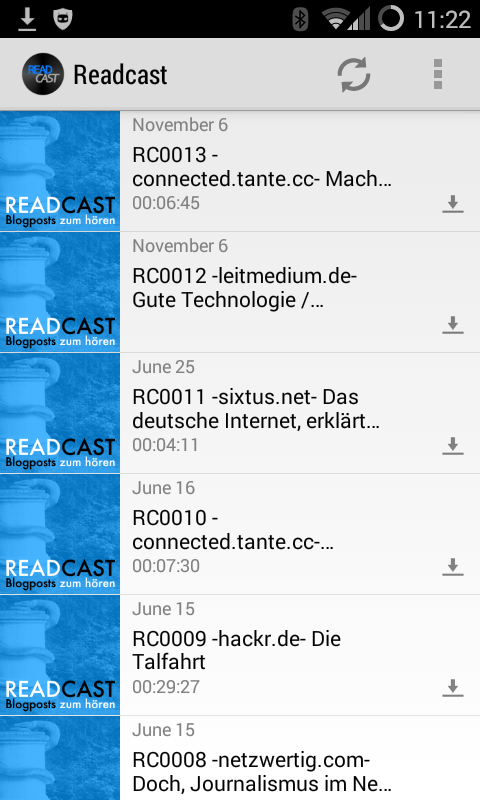 11:22
READ
CAST
Readcast
November 6
RC0013 -
connected.tante.cc- Mach...
00:06:45
READCAST
Blogposts zum hören
November 6
RC0012 -leitmedium.de-
Gute Technologie /...
READCAST
Blogposts zum hören
June 25
RC0011 -sixtus.net- Das
deutsche Internet, erklärt...
00:04:11
READCAST
Blogposts zum hören
June 16
RC0010 -
connected.tante.cc-...
00:07:30
READCAST
Blogposts zum hören
June 15
RC0009 -hackr.de- Die
Talfahrt
00:29:27
READCAST
Blogposts zum hören
June 15
RC0008 -netzwertig.com-
Doch, Journalismus im Ne...